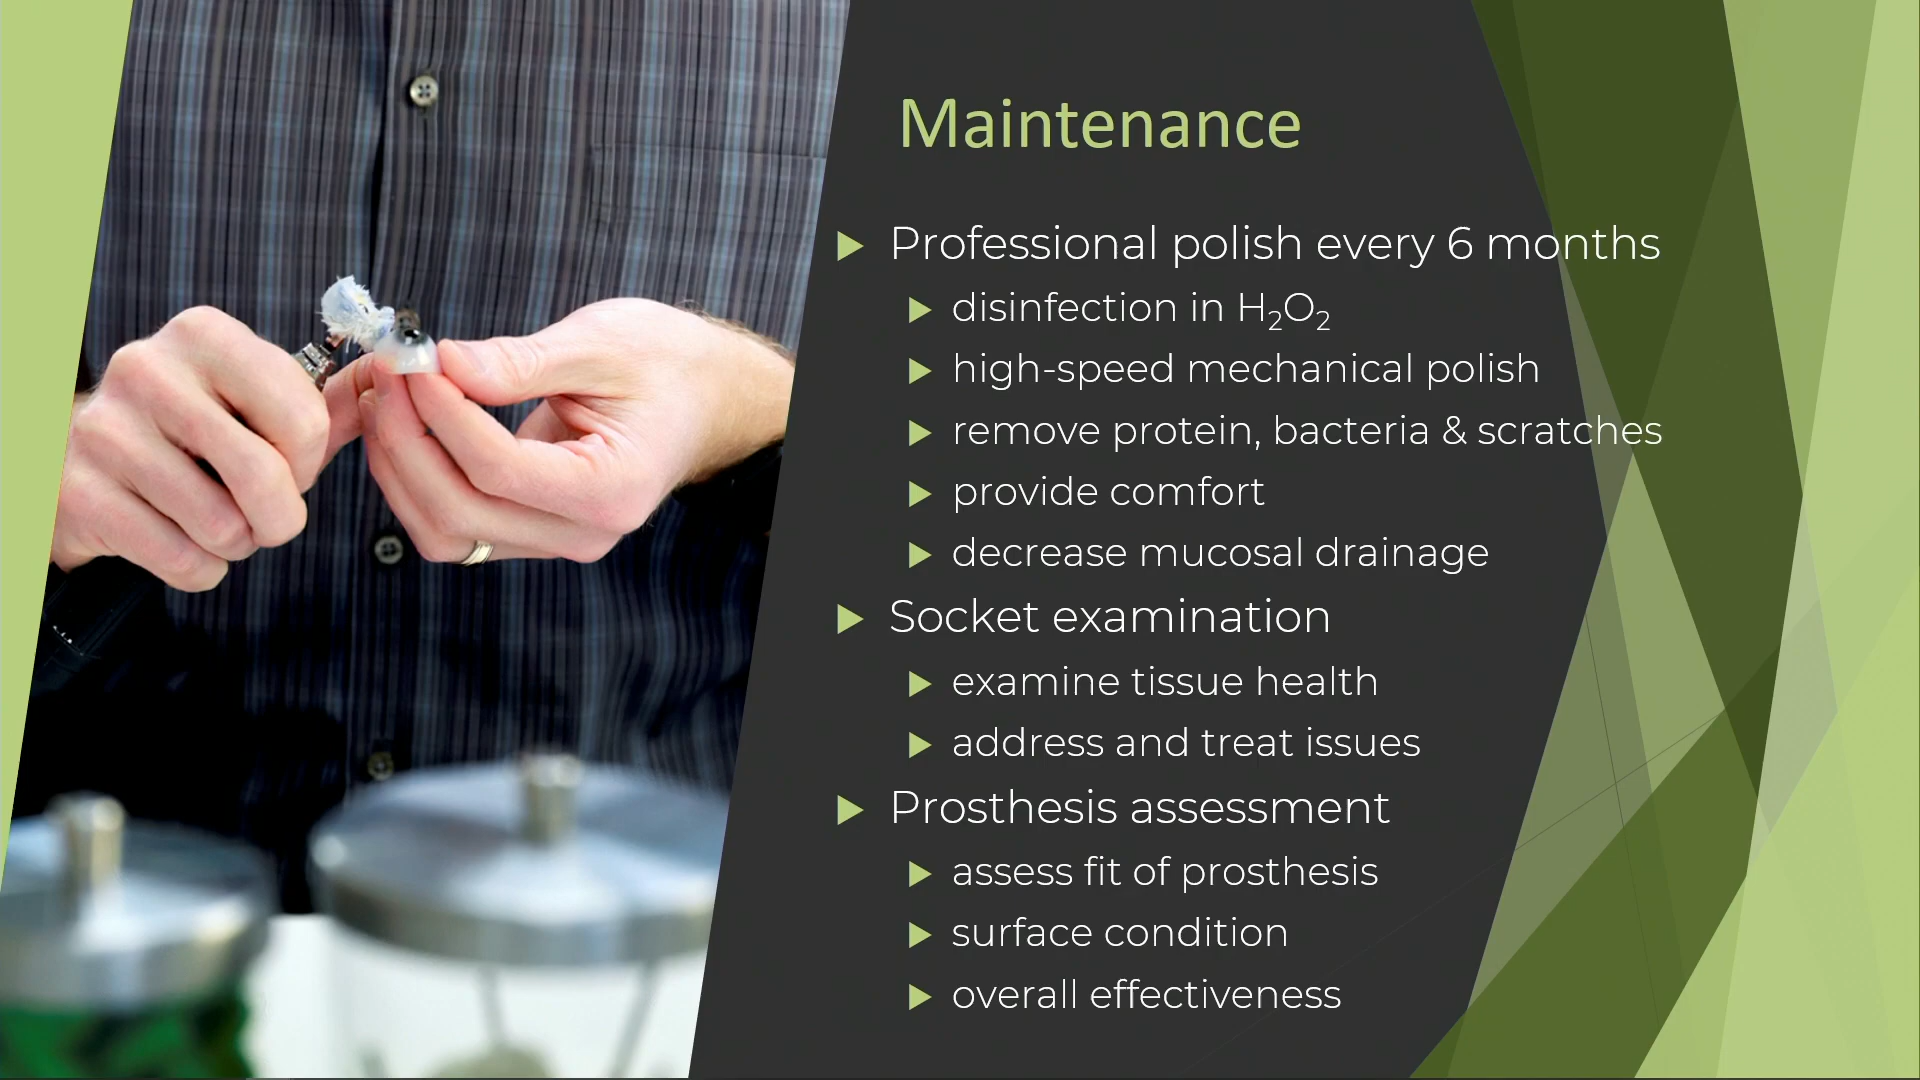 Maintenance
Professional polish every 6 months
disinfection in H₂O₂
high-speed mechanical polish
remove protein, bacteria & scratches
provide comfort
decrease mucosal drainage
Socket examination
examine tissue health
address and treat issues
Prosthesis assessment
assess fit of prosthesis
surface condition
overall effectiveness